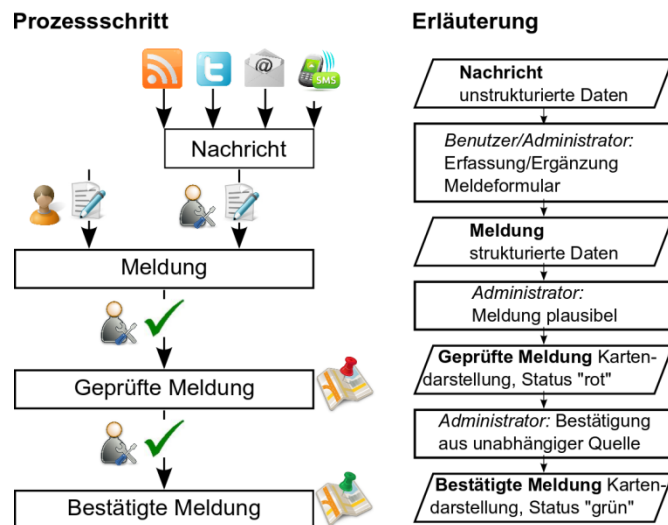 Prozessschritt
@
SMS
Nachricht
Meldung
Geprüfte Meldung
Bestätigte Meldung
Erläuterung
Nachricht
unstrukturierte Daten
Benutzer/Administrator:
Erfassung/Ergänzung
Meldeformular
Meldung
strukturierte Daten
Administrator:
Meldung plausibel
Geprüfte Meldung Karten-
darstellung, Status "rot"
Administrator: Bestätigung
aus unabhängiger Quelle
Bestätigte Meldung Karten-
darstellung, Status "grün"